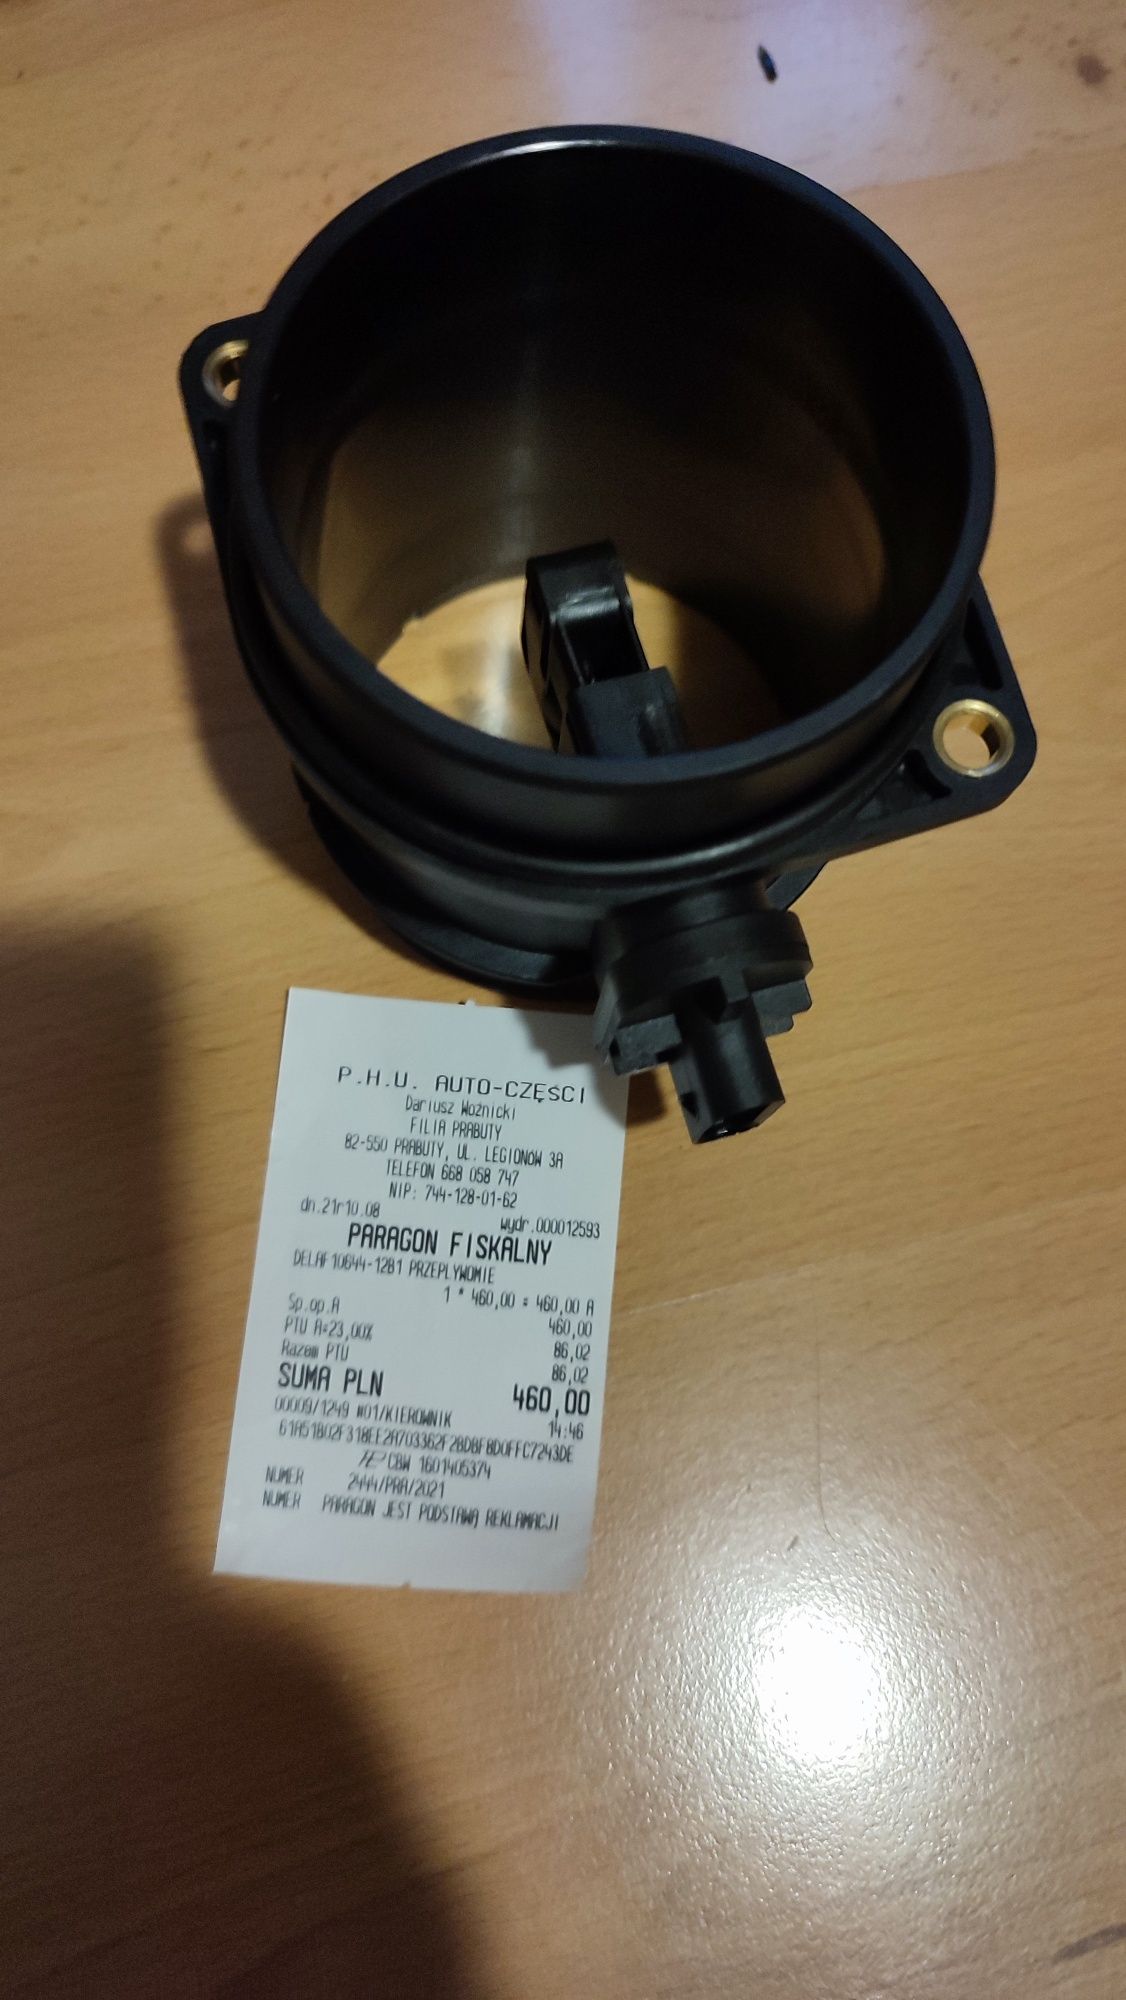 P.H.U. AUTO-CZĘŚCI
Dariusz Woźnicki
FILIA PRABUTY
82-550 PRABUTY, UL. LEGIONÓW 3A
TELEFON 668 058 747
NIP: 744-128-01-62
dn.21r10.08 wydr.000012593
PARAGON FISKALNY
DELAF10644-12B1 PRZEPLYWOMIE
1 * 460,00 = 460,00 A
Sp.op.A 460,00
PTU A=23,00% 86,02
Razem PTU 86,02
SUMA PLN 460,00
00009/1249 #01/KIEROWNIK 14:46
61A51B02F318EE2A703362F2BDBF8D0FFC7243DE
CBW 1601405374
NUMER 2444/PRA/2021
NUMER PARAGON JEST PODSTAWĄ REKLAMACJI